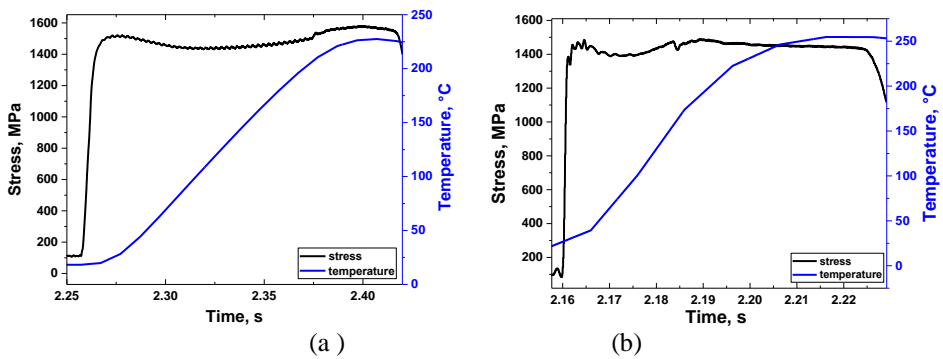 Stress, MPa
1600
1400
1200
1000
800
600
400
200
0
250
200
150
100
50
0
Temperature, °C
stress
temperature
2.25 2.30 2.35 2.40
Time, s
(a )
Stress, MPa
1600
1400
1200
1000
800
600
400
200
250
200
150
100
50
0
Temperature, °C
stress
temperature
2.16 2.17 2.18 2.19 2.20 2.21 2.22
Time, s
(b)